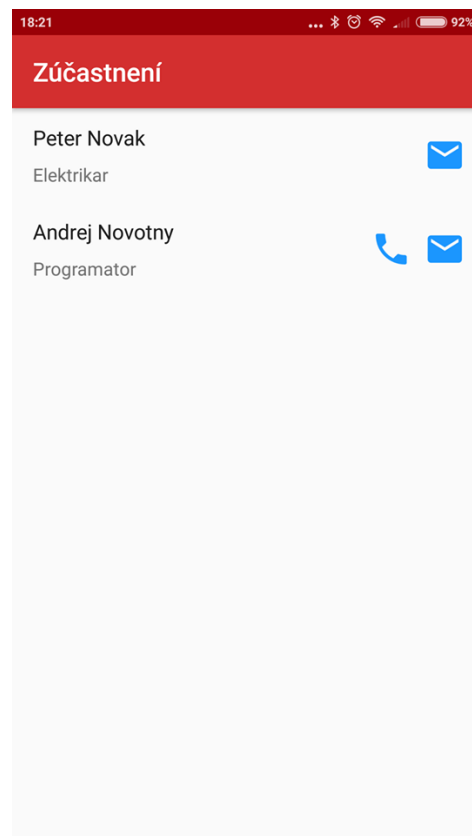 18:21 ... 92%
Zúčastnení
Peter Novak
Elektrikar
Andrej Novotny
Programator